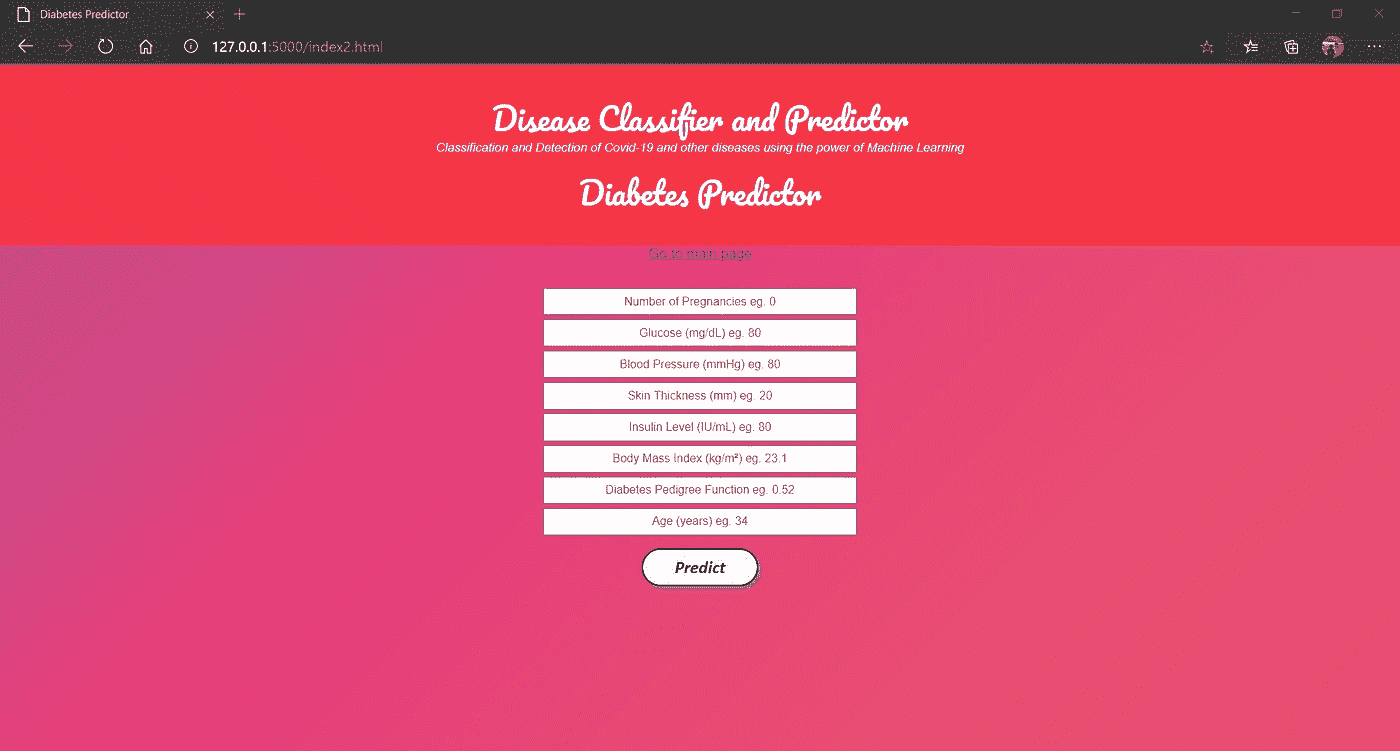 Diabetes Predictor
127.0.0.1:5000/index2.html
Disease Classifier and Predictor
Classification and Detection of Covid-19 and other diseases using the power of Machine Learning
Diabetes Predictor
Go to main page
Number of Pregnancies eg. 0
Glucose (mg/dL) eg. 80
Blood Pressure (mmHg) eg. 80
Skin Thickness (mm) eg. 20
Insulin Level (IU/mL) eg. 80
Body Mass Index (kg/m²) eg. 23.1
Diabetes Pedigree Function eg. 0.52
Age (years) eg. 34
Predict